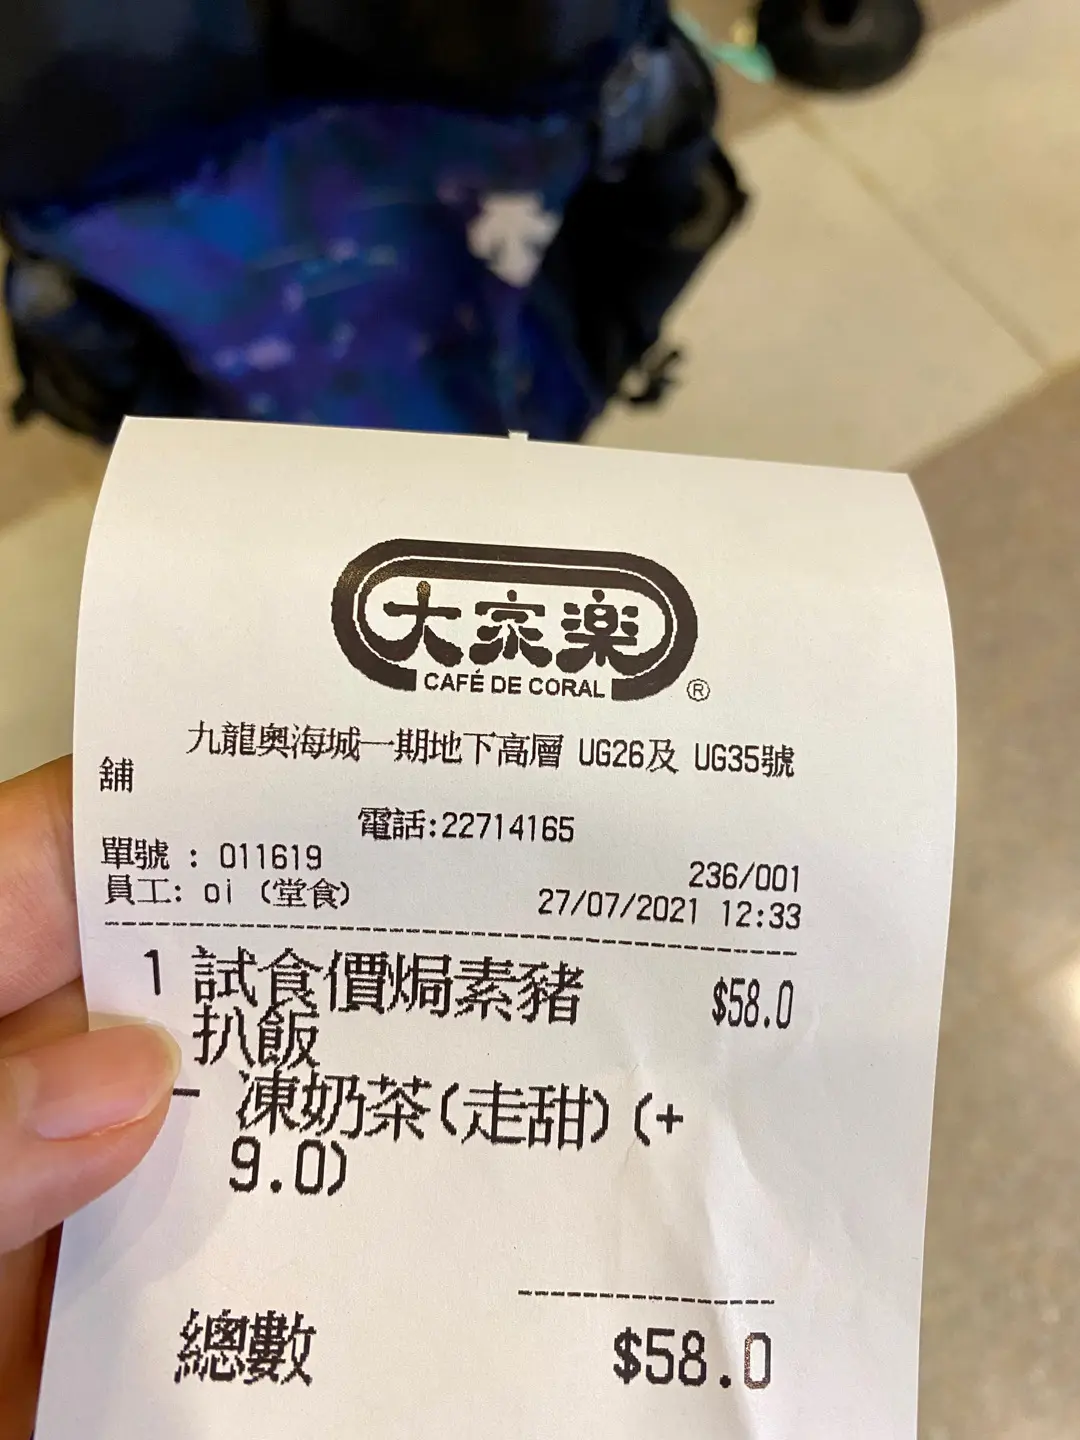 大家樂
CAFÉ DE CORAL
®
九龍奧海城一期地下高層 UG26及 UG35號
舖
電話:22714165
單號 : 011619
236/001
員工: oi (堂食)
27/07/2021 12:33
1 試食價焗素豬 $58.0
扒飯
- 凍奶茶(走甜) (+
9.0)
總數 $58.0